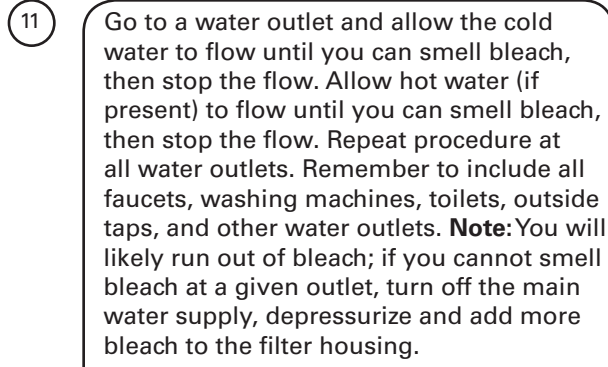 11
Go to a water outlet and allow the cold
water to flow until you can smell bleach,
then stop the flow. Allow hot water (if
present) to flow until you can smell bleach,
then stop the flow. Repeat procedure at
all water outlets. Remember to include all
faucets, washing machines, toilets, outside
taps, and other water outlets. Note: You will
likely run out of bleach; if you cannot smell
bleach at a given outlet, turn off the main
water supply, depressurize and add more
bleach to the filter housing.